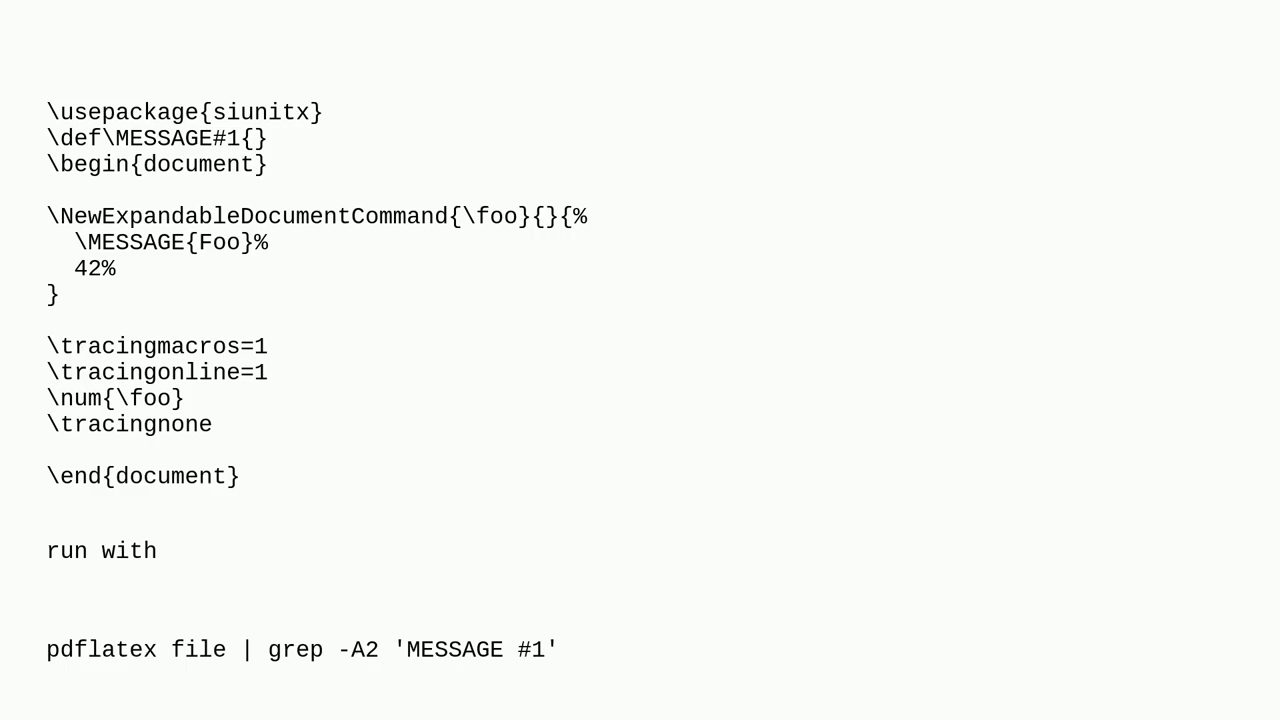 \usepackage{siunitx}
\def\MESSAGE#1{}
\begin{document}
\NewExpandableDocumentCommand{\foo}{}{%
  \MESSAGE{Foo}%
  42%
}
\tracingmacros=1
\tracingonline=1
\num{\foo}
\tracingnone
\end{document}
run with
pdflatex file | grep -A2 'MESSAGE #1'